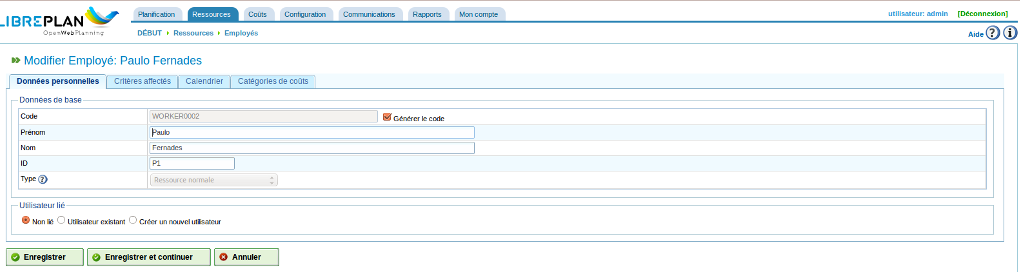 LIBREPLAN
OpenWebPlanning
Planification Ressources Coûts Configuration Communications Rapports Mon compte
utilisateur: admin [Déconnexion]
DÉBUT Ressources Employés
Aide
Modifier Employé: Paulo Fernades
Données personnelles Critères affectés Calendrier Catégories de coûts
Données de base
Code WORKER0002 Générer le code
Prénom Paulo
Nom Fernades
ID P1
Type Ressource normale
Utilisateur lié
Non lié Utilisateur existant Créer un nouvel utilisateur
Enregistrer Enregistrer et continuer Annuler